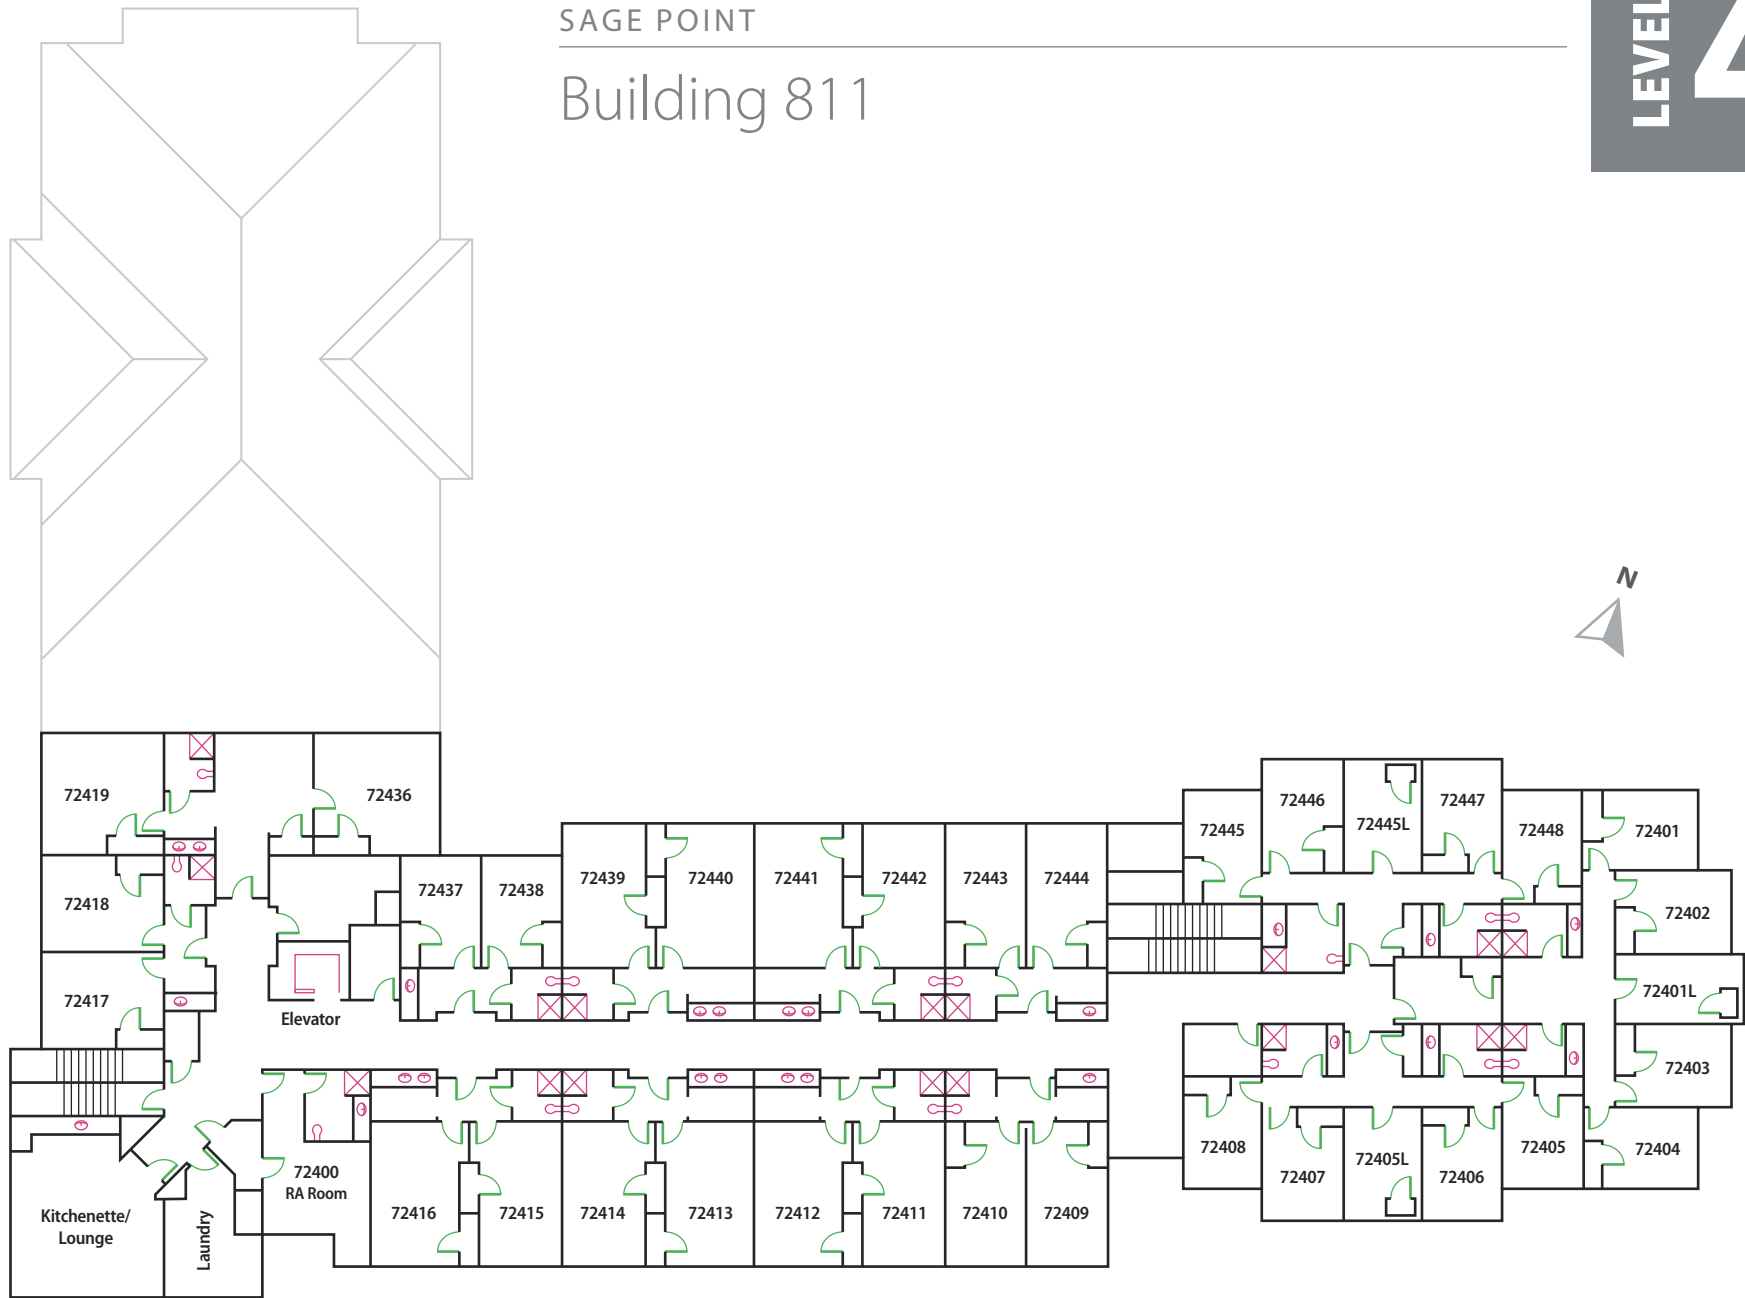 SAGE POINT
Building 811
LEVEL 4
N
72419
72436
72418
72417
72437
72438
72439
72440
72441
72442
72443
72444
72445
72446
72445L
72447
72448
72401
72402
72401L
72403
72404
72405
72406
72405L
72407
72408
Elevator
72400
RA Room
72416
72415
72414
72413
72412
72411
72410
72409
Kitchenette/
Lounge
Laundry